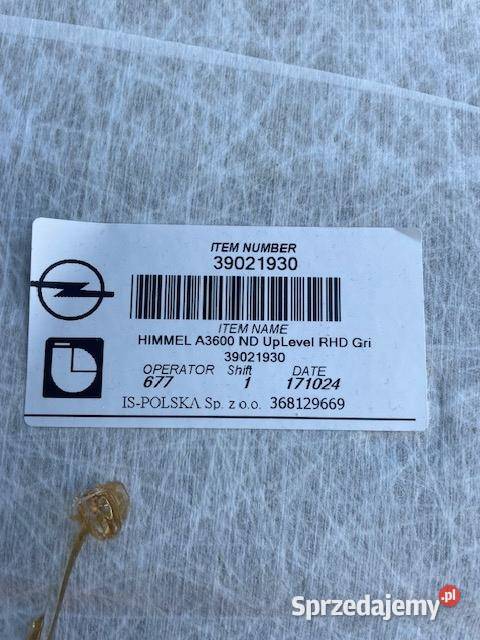 ITEM NUMBER
39021930
ITEM NAME
HIMMEL A3600 ND UpLevel RHD Gri
39021930
OPERATOR Shift DATE
677 1 171024
IS-POLSKA Sp. z o.o. 368129669
Sprzedajemy.pl